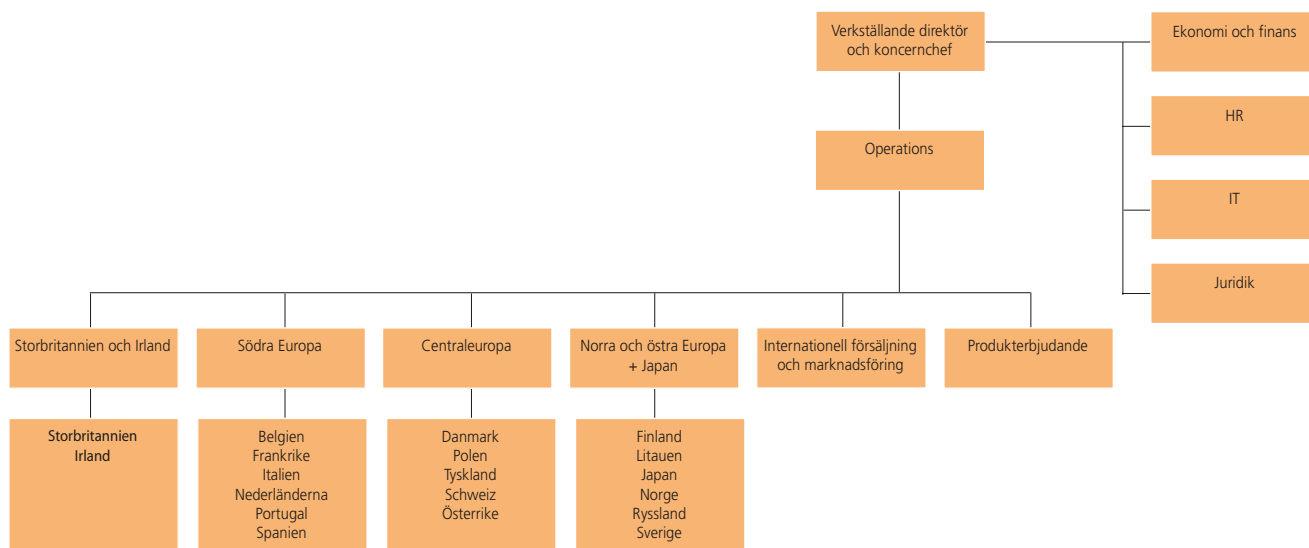 Verkställande direktör
och koncernchef
Ekonomi och finans
HR
Operations
IT
Juridik
Storbritannien och Irland
Södra Europa
Centraleuropa
Norra och östra Europa
+ Japan
Internationell försäljning
och marknadsföring
Produkterbjudande
Storbritannien
Irland
Belgien
Frankrike
Italien
Nederländerna
Portugal
Spanien
Danmark
Polen
Tyskland
Schweiz
Österrike
Finland
Litauen
Japan
Norge
Ryssland
Sverige